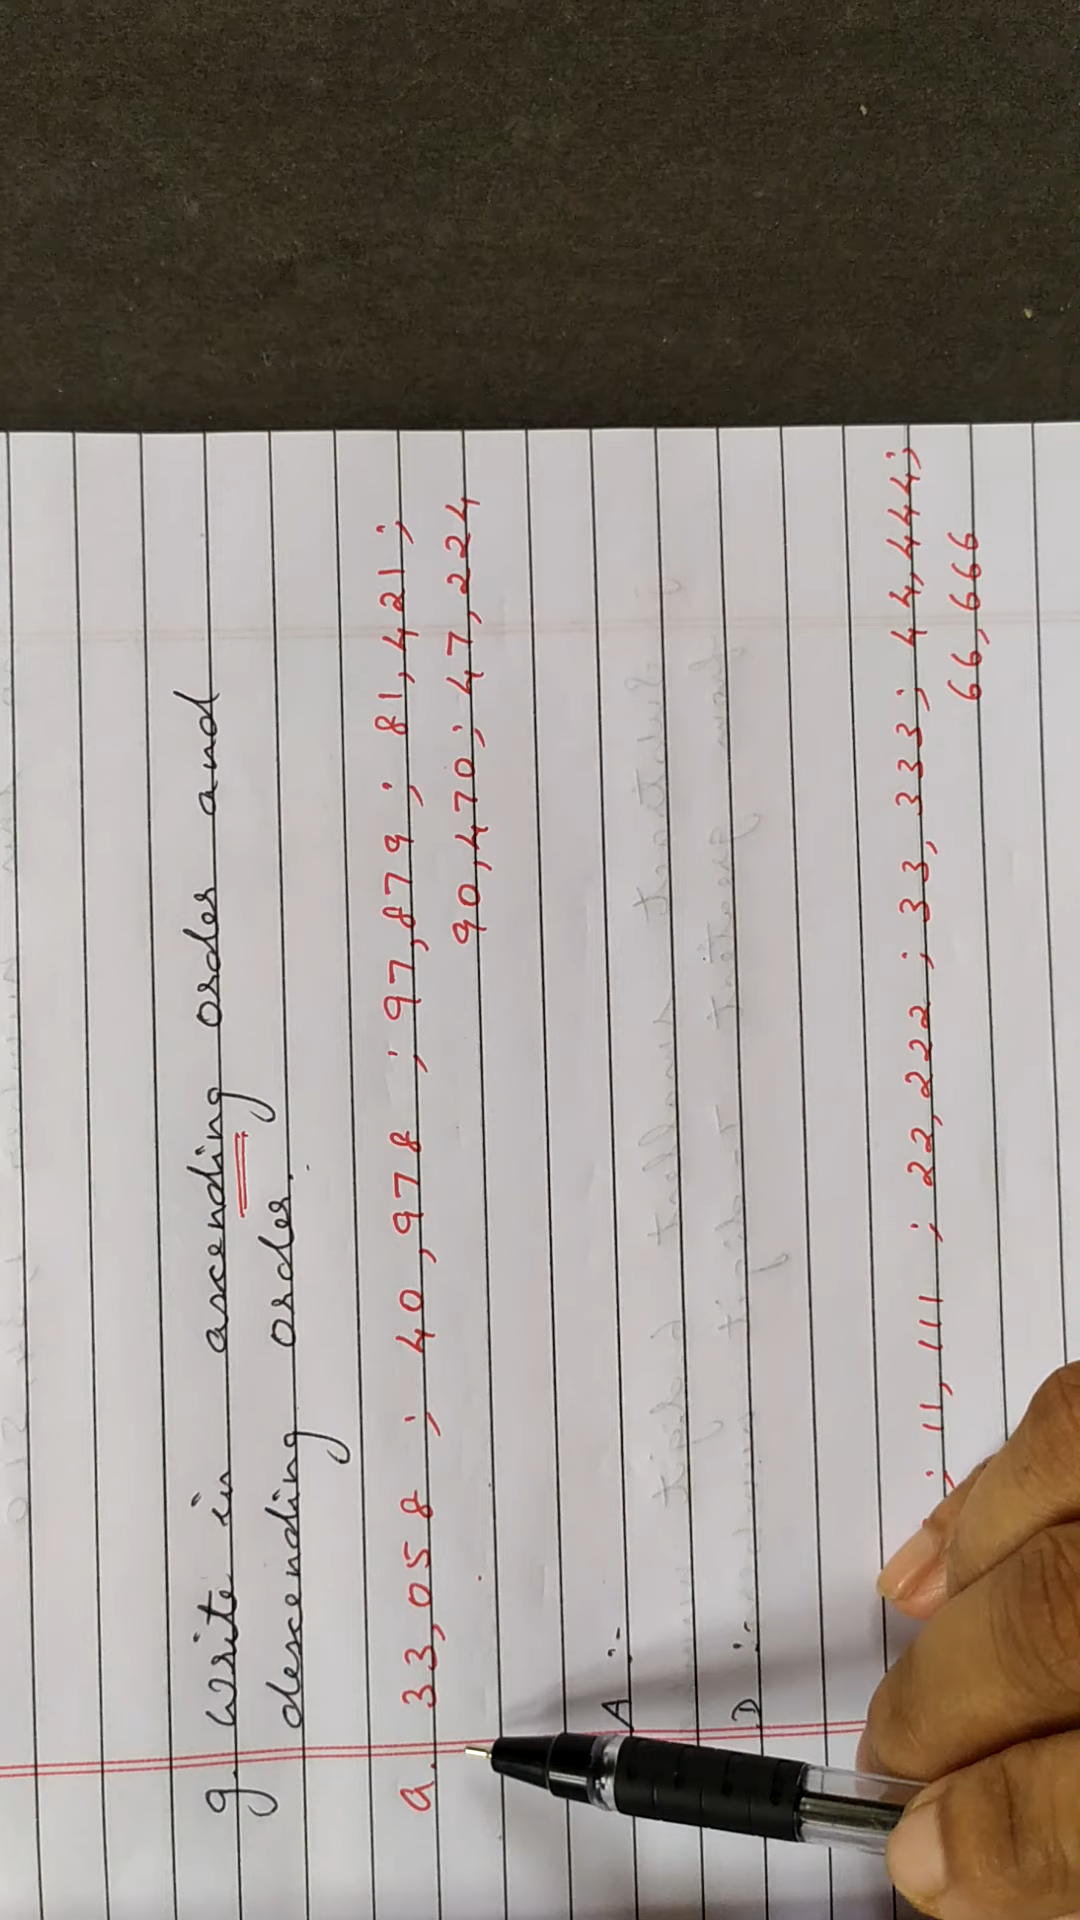 g. Write in ascending order and
descending order.
a. 33,058 ; 40,978 ; 97,879 ; 81,421 ;
90,470 ; 47,224
A :-
D :-
; 11,111 ; 22,222 ; 33,333 ; 44,444 ;
66,666